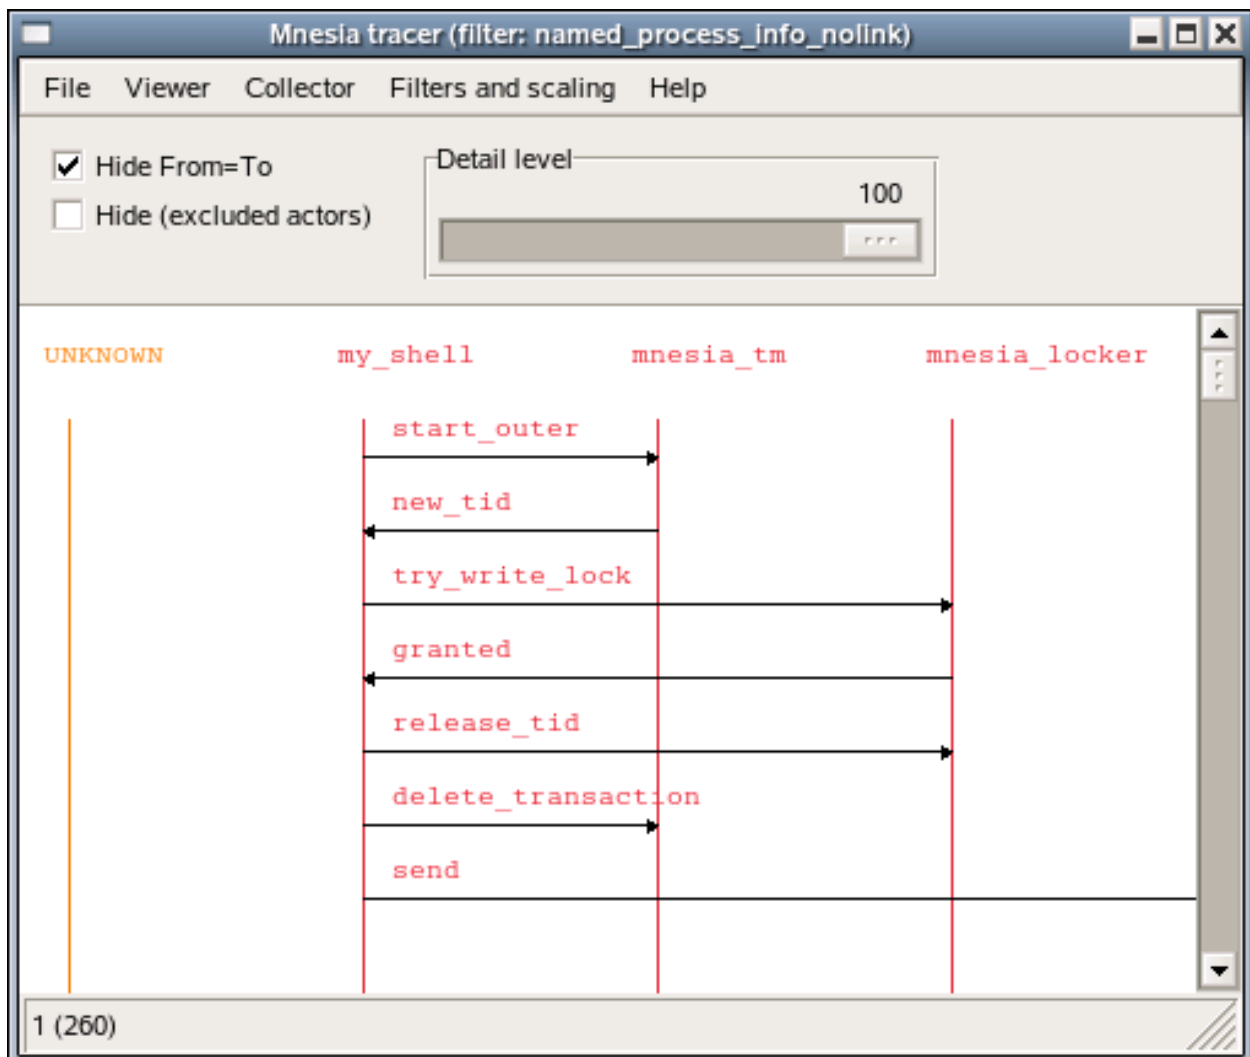 Mnesia tracer (filter: named_process_info_nolink)
File Viewer Collector Filters and scaling Help
Hide From=To
Hide (excluded actors)
Detail level
100
UNKNOWN my_shell mnesia_tm mnesia_locker
start_outer
new_tid
try_write_lock
granted
release_tid
delete_transaction
send
1 (260)